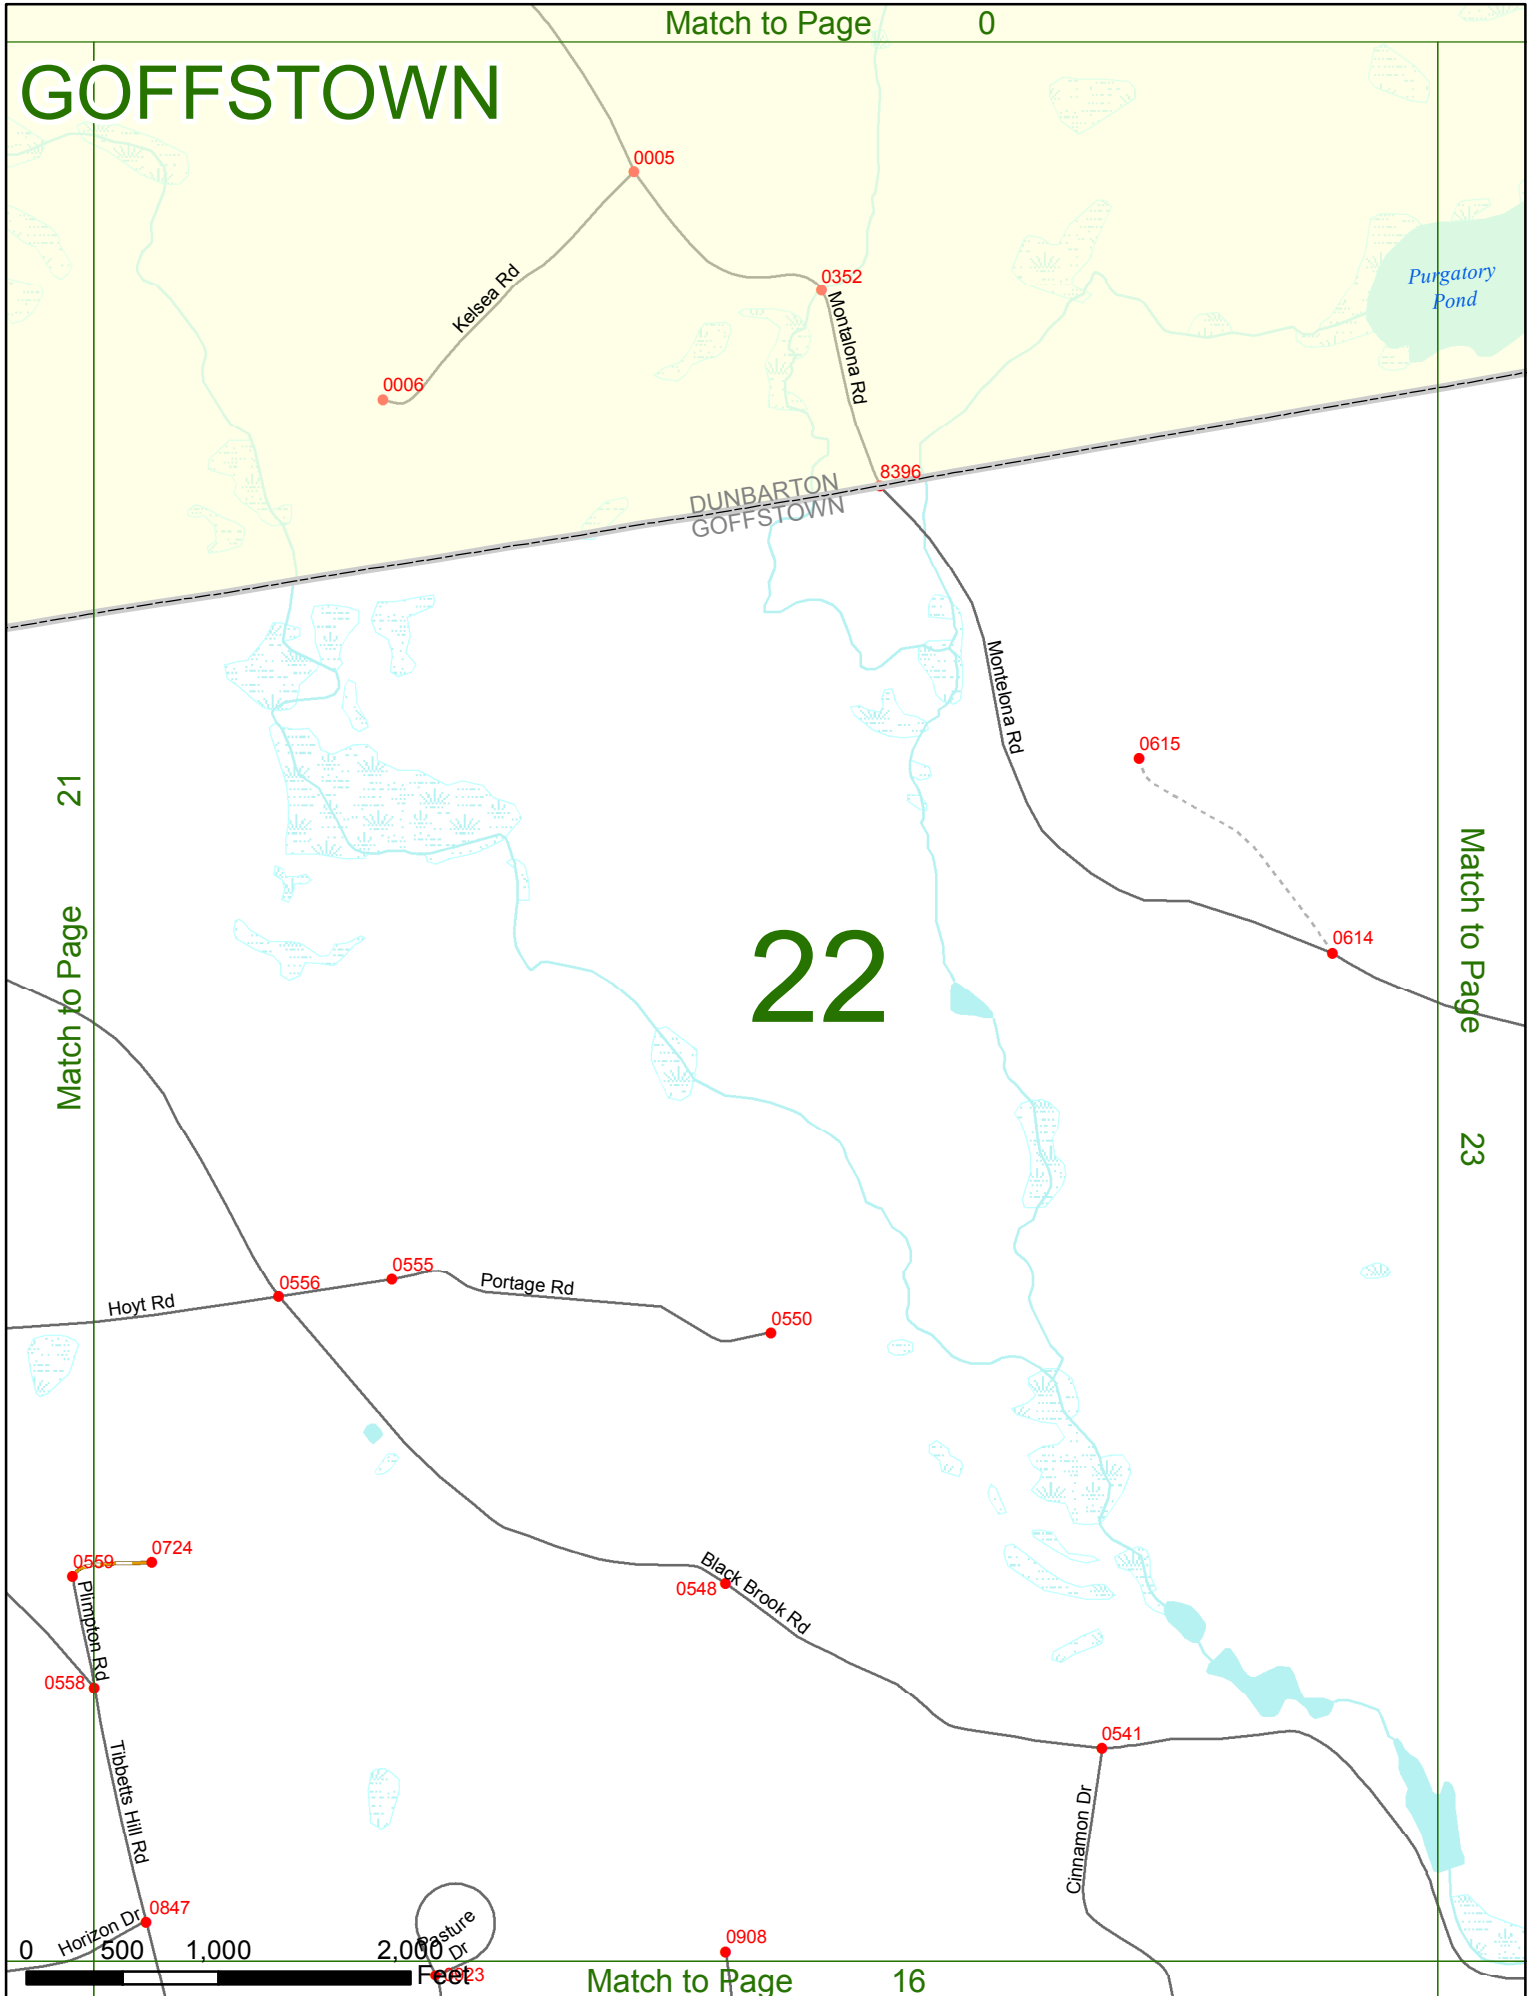 Match to Page 0
GOFFSTOWN
0005
Kelsea Rd
0352
Montalona Rd
Purgatory
Pond
0006
8396
DUNBARTON
GOFFSTOWN
Montelona Rd
0615
Match to Page 21
Match to Page 23
0614
22
0556
0555
Portage Rd
Hoyt Rd
0550
0559
0724
Plimpton Rd
0548
Black Brook Rd
0558
Tibbetts Hill Rd
0541
Cinnamon Dr
0847
Horizon Dr
Pasture
Dr
0908
0 500 1,000 2,000
Feet
Match to Page 16